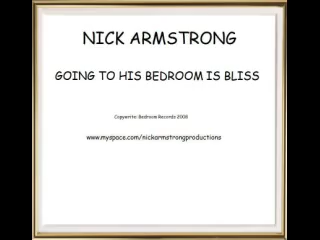 NICK ARMSTRONG
GOING TO HIS BEDROOM IS BLISS
Copywrite: Bedroom Records 2008
www.myspace.com/nickarmstrongproductions